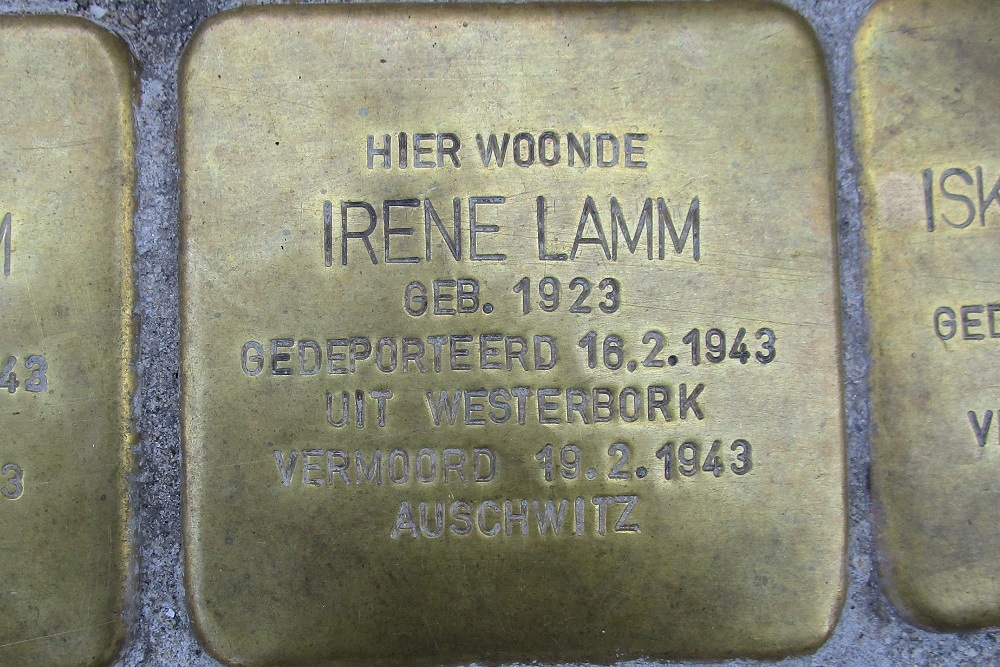 HIER WOONDE
IRENE LAMM
GEB. 1923
GEDEPORTEERD 16.2.1943
UIT WESTERBORK
VERMOORD 19.2.1943
AUSCHWITZ